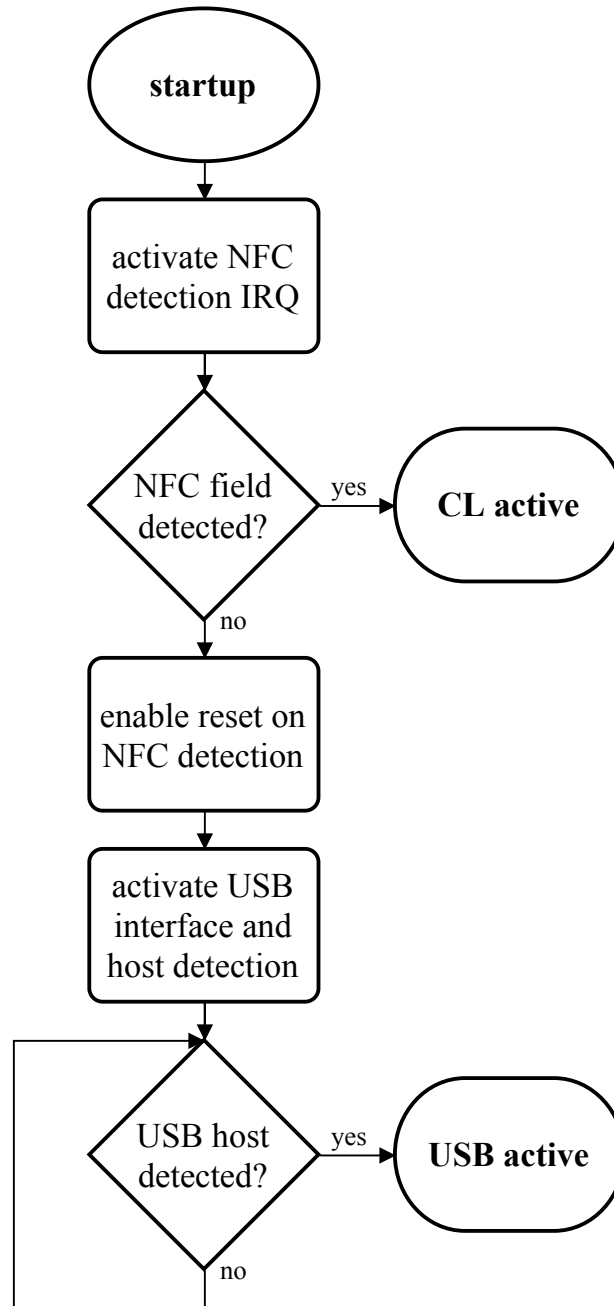 startup
activate NFC
detection IRQ
NFC field
detected?
yes
CL active
no
enable reset on
NFC detection
activate USB
interface and
host detection
USB host
detected?
yes
USB active
no